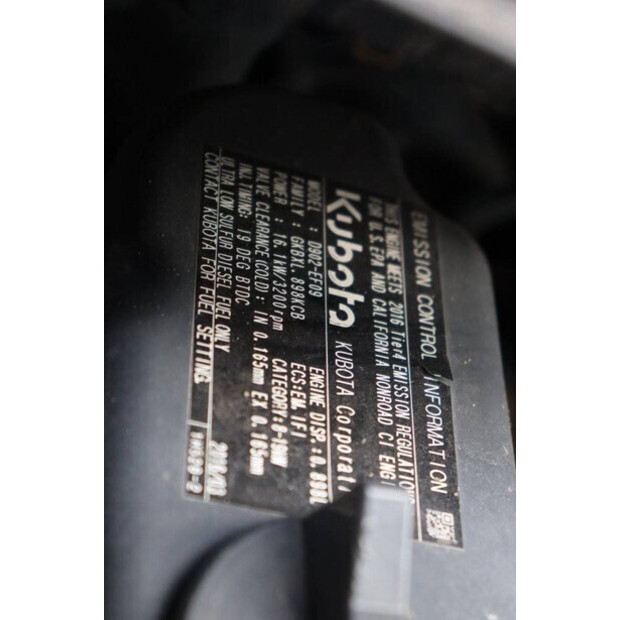 EMISSION CONTROL INFORMATION
THIS ENGINE MEETS 2016 Tier4 EMISSION REGULATIONS
FOR U.S. EPA AND CALIFORNIA NONROAD CI ENGI
Kubota KUBOTA Corporati
MODEL : D902-EF09 ENGINE DISP.: 0.898L
FAMILY : GKBXL.898KCB ECS:EM, IFI
POWER : 16.1kW/3200rpm CATEGORY:8-19kW
VALVE CLEARANCE(COLD): IN 0.165mm EX 0.165mm
INJ.TIMING: 19 DEG BTDC
ULTRA LOW SULFUR DIESEL FUEL ONLY
CONTACT KUBOTA FOR FUEL SETTING.